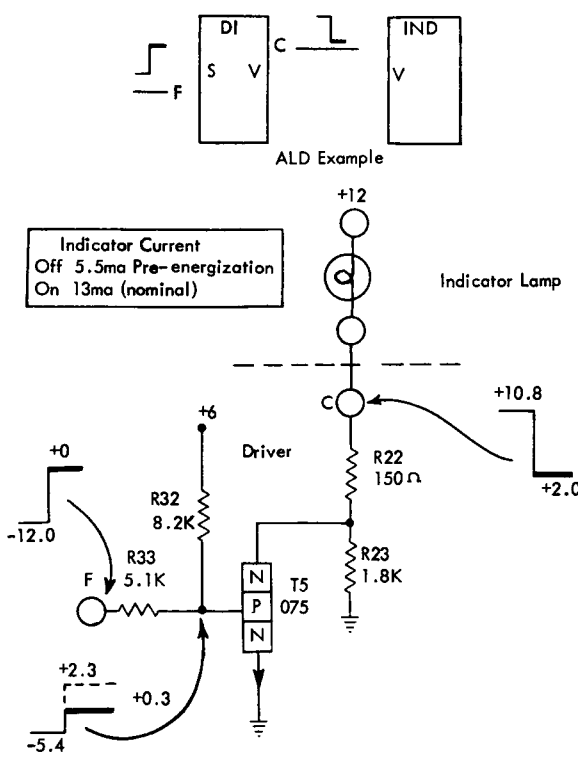 DI
S V
F
C
IND
V
ALD Example
+12
Indicator Current
Off 5.5ma Pre-energization
On 13ma (nominal)
Indicator Lamp
C
+10.8
+2.0
+6
Driver
R22
150Ω
+0
-12.0
R32
8.2K
R33
5.1K
F
N
P
N
T5
075
R23
1.8K
+2.3
+0.3
-5.4